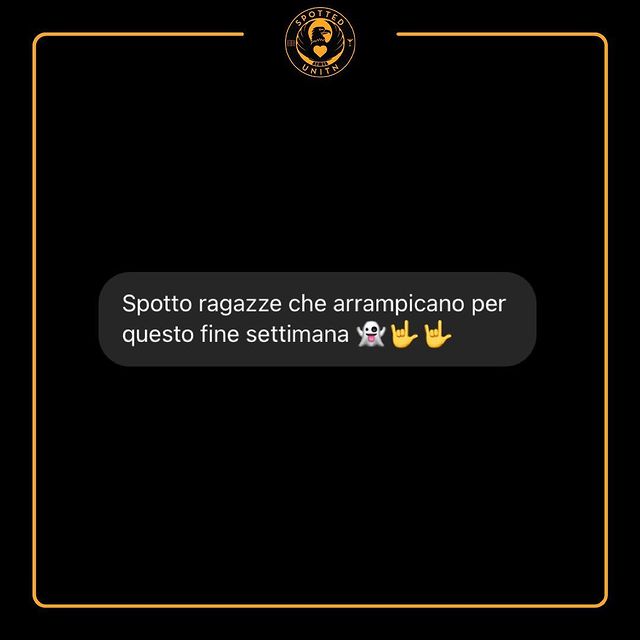 SPOTTED
UNITN
Spotto ragazze che arrampicano per
questo fine settimana 👻🤟🤟